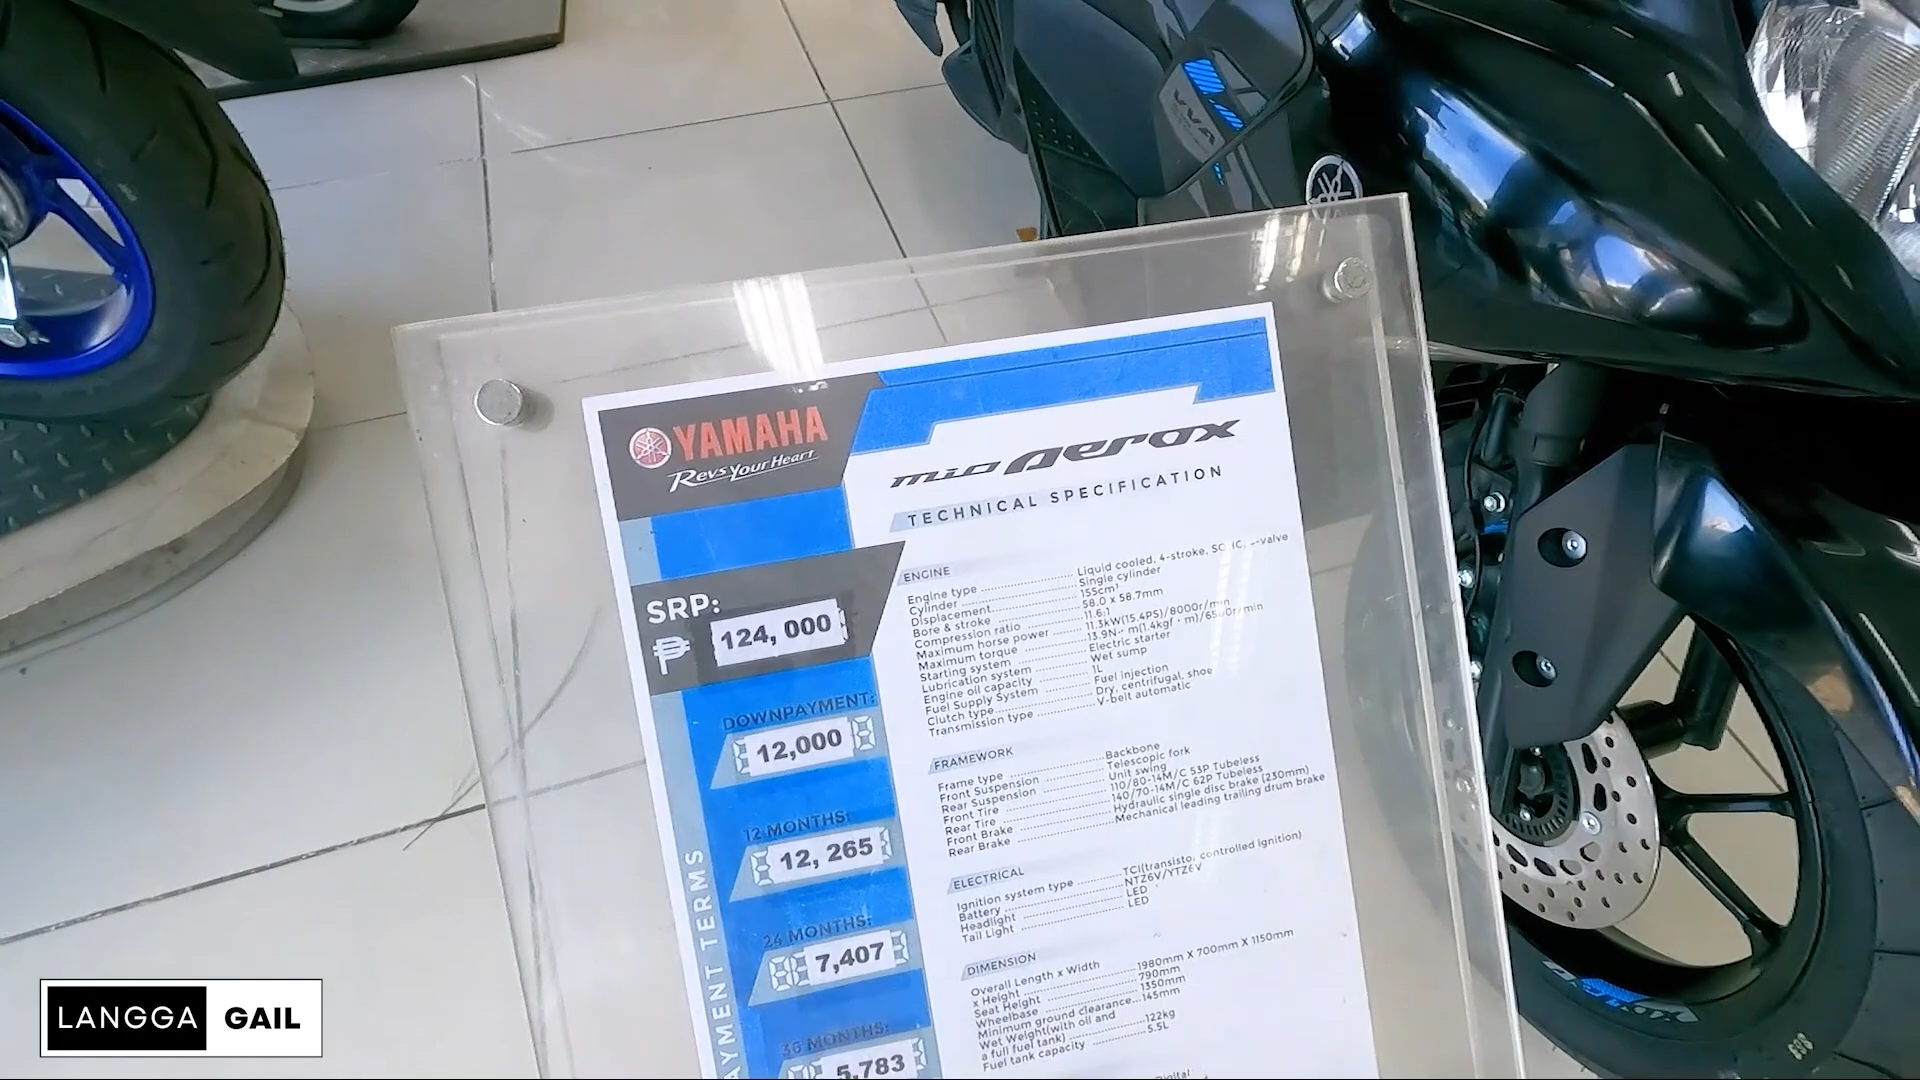 VVA
YAMAHA
Revs Your Heart
mio Aerox
TECHNICAL SPECIFICATION
SRP:
₱ 124, 000
DOWNPAYMENT:
12,000
12 MONTHS:
12, 265
24 MONTHS:
7,407
36 MONTHS:
5,783
PAYMENT TERMS
ENGINE
Engine type Liquid cooled, 4-stroke,
Cylinder Single cylinder
Displacement 155cm³
Bore & stroke 58.0 x 58.7mm
Compression ratio 11.6:1
Maximum horse power 11.3kW(15.4PS)/8000r/min
Maximum torque 13.9N・m(1.4kgf・m)/6500r/min
Starting system Electric starter
Lubrication system Wet sump
Engine oil capacity 1L
Fuel Supply System Fuel Injection
Clutch type Dry, centrifugal, shoe
Transmission type V-belt automatic
FRAMEWORK
Frame type Backbone
Front Suspension Telescopic fork
Rear Suspension Unit swing
Front Tire 110/80-14M/C 53P Tubeless
Rear Tire 140/70-14M/C 62P Tubeless
Front Brake Hydraulic single disc brake (230mm)
Rear Brake Mechanical leading trailing drum brake
ELECTRICAL
Ignition system type TCI(transistor controlled ignition)
Battery NTZ6V/YTZ6V
Headlight LED
Tail Light LED
DIMENSION
Overall Length x Width
x Height 1980mm X 700mm X 1150mm
Seat Height 790mm
Wheelbase 1350mm
Minimum ground clearance 145mm
Wet Weight(with oil and
a full fuel tank) 122kg
Fuel tank capacity 5.5L
Digital
LANGGA GAIL